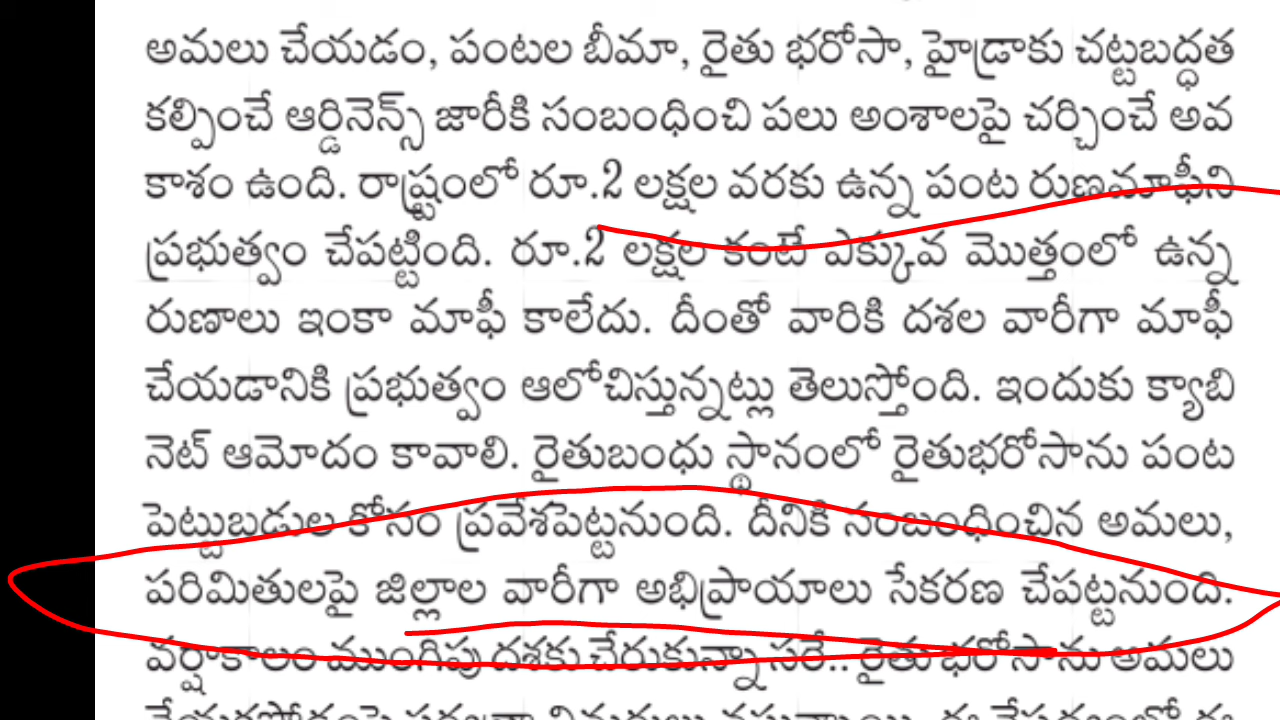 అమలు చేయడం, పంటల బీమా, రైతు భరోసా, హైడ్రాకు చట్టబద్ధత
కల్పించే ఆర్డినెన్స్ జారీకి సంబంధించి పలు అంశాలపై చర్చించే అవ
కాశం ఉంది. రాష్ట్రంలో రూ.2 లక్షల వరకు ఉన్న పంట రుణమాఫీని
ప్రభుత్వం చేపట్టింది. రూ.2 లక్షల కంటే ఎక్కువ మొత్తంలో ఉన్న
రుణాలు ఇంకా మాఫీ కాలేదు. దీంతో వారికి దశల వారీగా మాఫీ
చేయడానికి ప్రభుత్వం ఆలోచిస్తున్నట్లు తెలుస్తోంది. ఇందుకు క్యాబి
నెట్ ఆమోదం కావాలి. రైతుబంధు స్థానంలో రైతుభరోసాను పంట
పెట్టుబడుల కోసం ప్రవేశపెట్టనుంది. దీనికి సంబంధించిన అమలు,
పరిమితులపై జిల్లాల వారీగా అభిప్రాయాలు సేకరణ చేపట్టనుంది.
వర్షాకాలం ముంగిపు దశకు చేరుకున్నా సరే.. రైతుభరోసాను అమలు